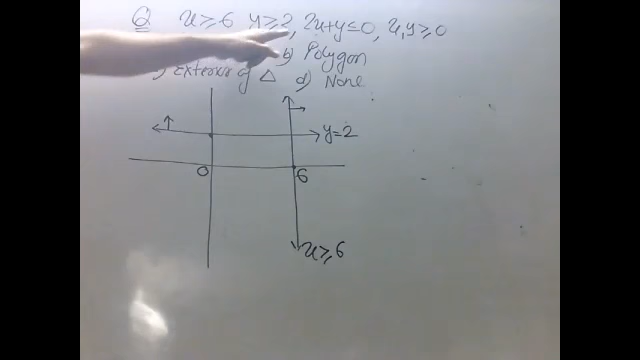 Q x≥6 y≥2, 2x+y≤0, x,y≥0
b) Polygon
Exterior of △ d) None
y=2
0
6
x≥6